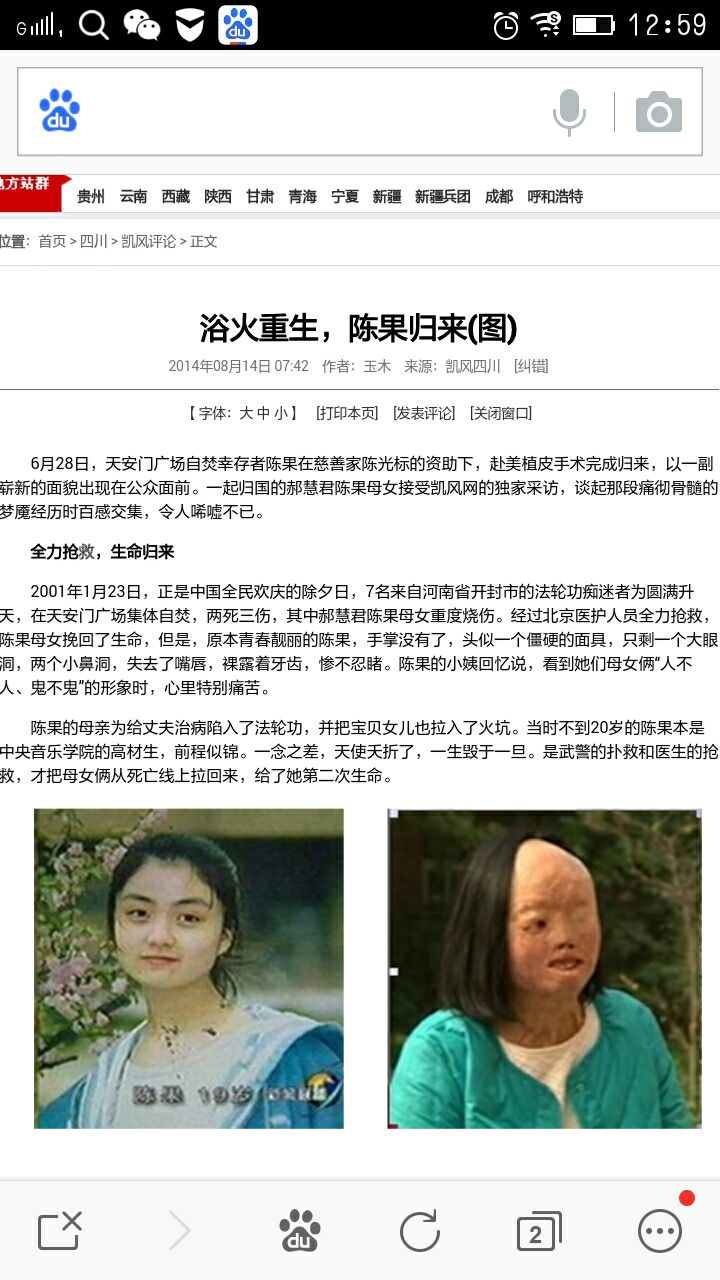 G 12:59
du
du
地方站群 贵州 云南 西藏 陕西 甘肃 青海 宁夏 新疆 新疆兵团 成都 呼和浩特
位置：首页 > 四川 > 凯风评论 > 正文
浴火重生，陈果归来(图)
2014年08月14日 07:42 作者：玉木 来源：凯风四川 [纠错]
【 字体：大 中 小 】 [打印本页] [发表评论] [关闭窗口]
6月28日，天安门广场自焚幸存者陈果在慈善家陈光标的资助下，赴美植皮手术完成归来，以一副
崭新的面貌出现在公众面前。一起归国的郝慧君陈果母女接受凯风网的独家采访，谈起那段痛彻骨髓的
梦魇经历时百感交集，令人唏嘘不已。
全力抢救，生命归来
2001年1月23日，正是中国全民欢庆的除夕日，7名来自河南省开封市的法轮功痴迷者为圆满升
天，在天安门广场集体自焚，两死三伤，其中郝慧君陈果母女重度烧伤。经过北京医护人员全力抢救，
陈果母女挽回了生命，但是，原本青春靓丽的陈果，手掌没有了，头似一个僵硬的面具，只剩一个大眼
洞，两个小鼻洞，失去了嘴唇，裸露着牙齿，惨不忍睹。陈果的小姨回忆说，看到她们母女俩“人不
人、鬼不鬼”的形象时，心里特别痛苦。
陈果的母亲为给丈夫治病陷入了法轮功，并把宝贝女儿也拉入了火坑。当时不到20岁的陈果本是
中央音乐学院的高材生，前程似锦。一念之差，天使夭折了，一生毁于一旦。是武警的扑救和医生的抢
救，才把母女俩从死亡线上拉回来，给了她第二次生命。
陈果 19岁
du
2